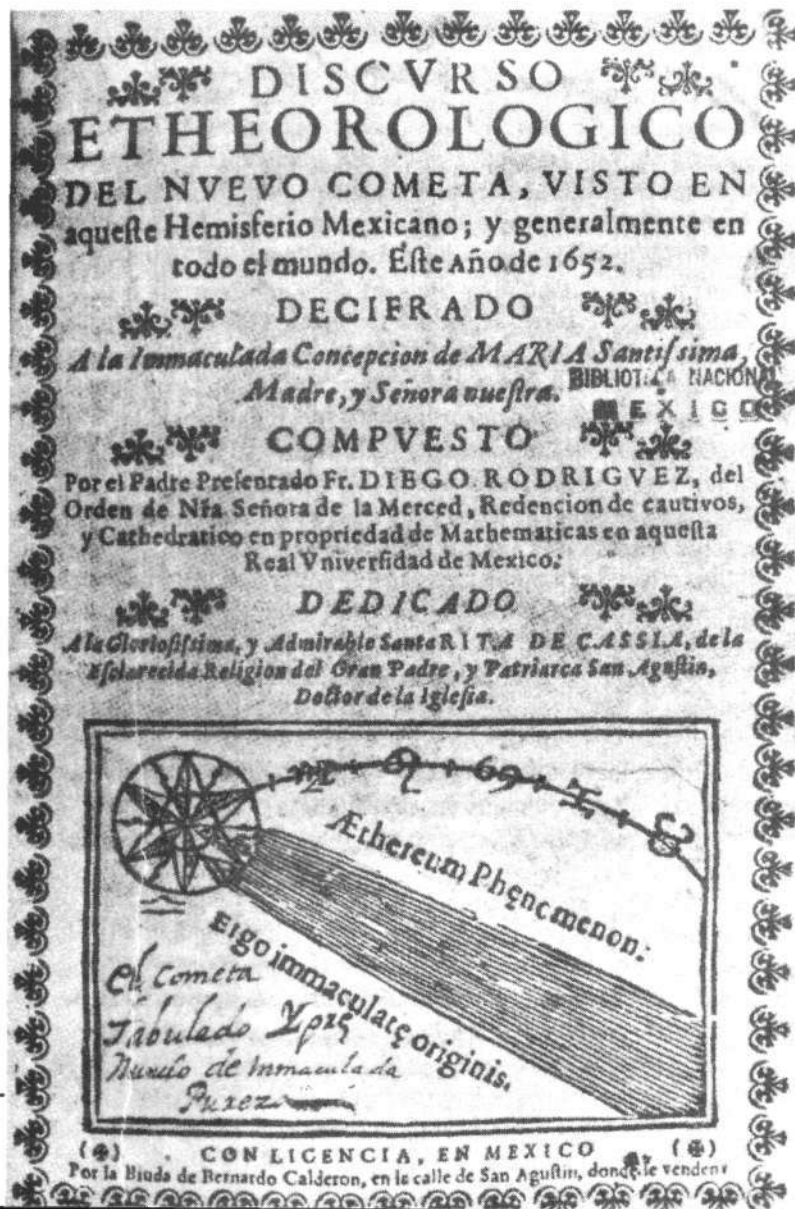 DISCVRSO
ETHEOROLOGICO
DEL NVEVO COMETA, VISTO EN
aqueſte Hemisferio Mexicano; y generalmente en
todo el mundo. Eſte Año de 1652.
DECIFRADO
A la Immaculada Concepcion de MARIA Santiſsima,
Madre, y Señora nueſtra.
BIBLIOTECA NACIONAL
MEXICO
COMPVESTO
Por el Padre Preſentado Fr. DIEGO RODRIGVEZ, del
Orden de Nr̃a Señora de la Merced, Redencion de cautivos,
y Cathedratico en propriedad de Mathematicas en aqueſta
Real Vniverſidad de Mexico:
DEDICADO
A la Glorioſiſsima, y Admirable Santa RITA DE CASSIA, de la
Eſclarecida Religion del Gran Padre, y Patriarca San Aguſtin,
Doctor de la Igleſia.
♍ ♌ ♋ ♊ ♉
♎
Æthereum Phęnomenon:
Ergo immaculatę originis.
el Cometa
Tabulado
Nuncio de Inmaculada
Pureza
CON LICENCIA, EN MEXICO
Por la Biuda de Bernardo Calderon, en la calle de San Aguſtin, donde ſe venden